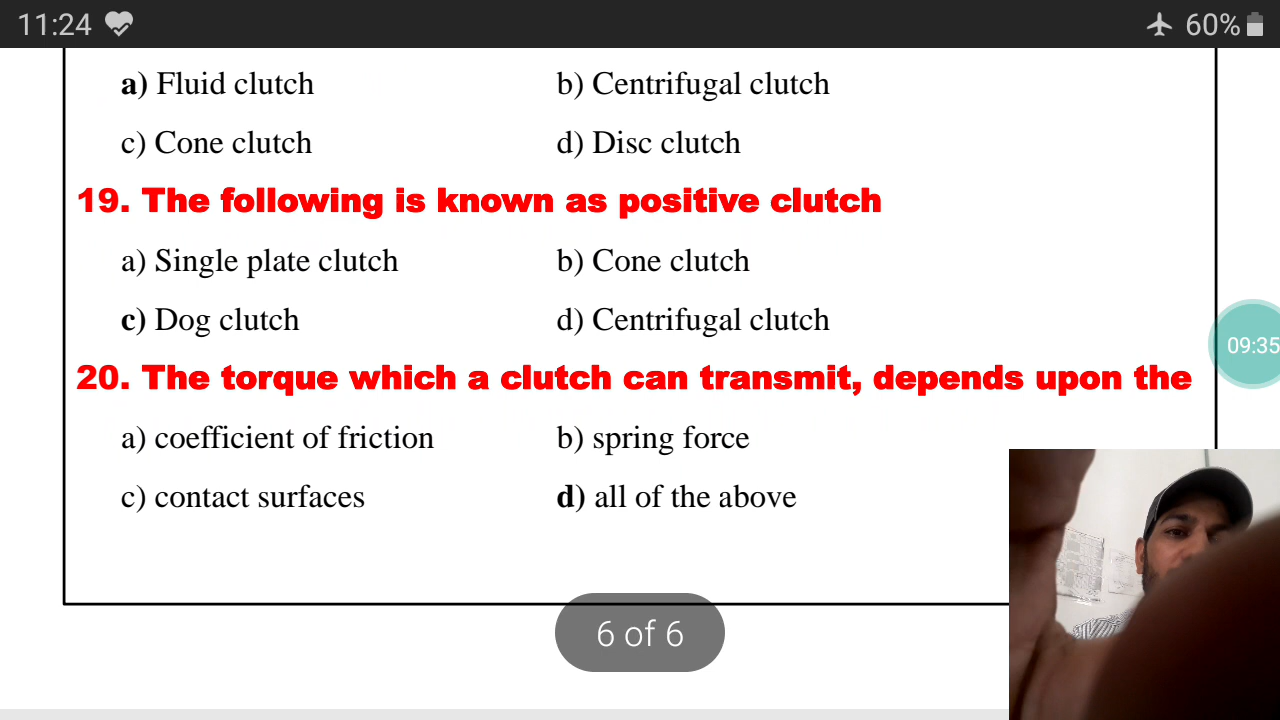 11:24 60%
a) Fluid clutch b) Centrifugal clutch
c) Cone clutch d) Disc clutch
19. The following is known as positive clutch
a) Single plate clutch b) Cone clutch
c) Dog clutch d) Centrifugal clutch
09:35
20. The torque which a clutch can transmit, depends upon the
a) coefficient of friction b) spring force
c) contact surfaces d) all of the above
6 of 6